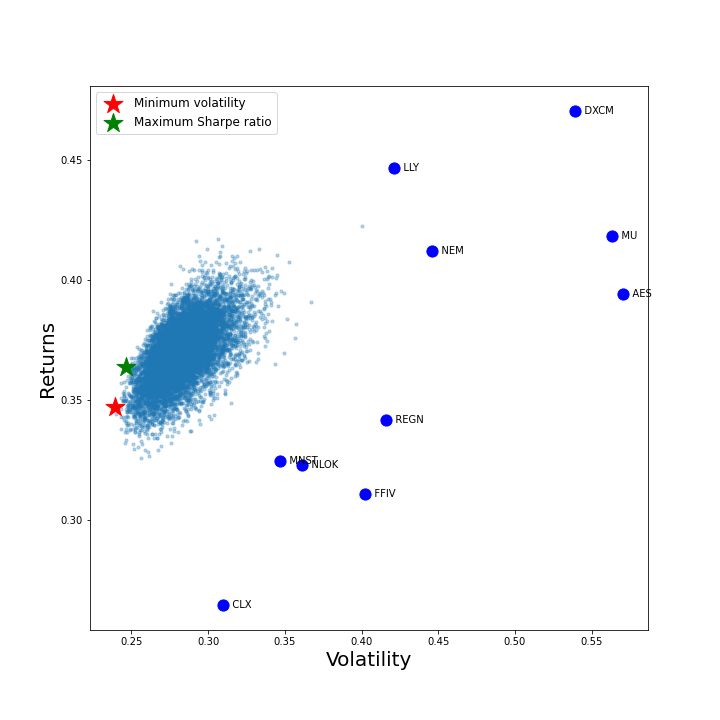 Minimum volatility
Maximum Sharpe ratio
DXCM
0.45
LLY
MU
NEM
0.40
AES
Returns
0.35
REGN
MNST
NLOK
FFIV
0.30
CLX
0.25 0.30 0.35 0.40 0.45 0.50 0.55
Volatility